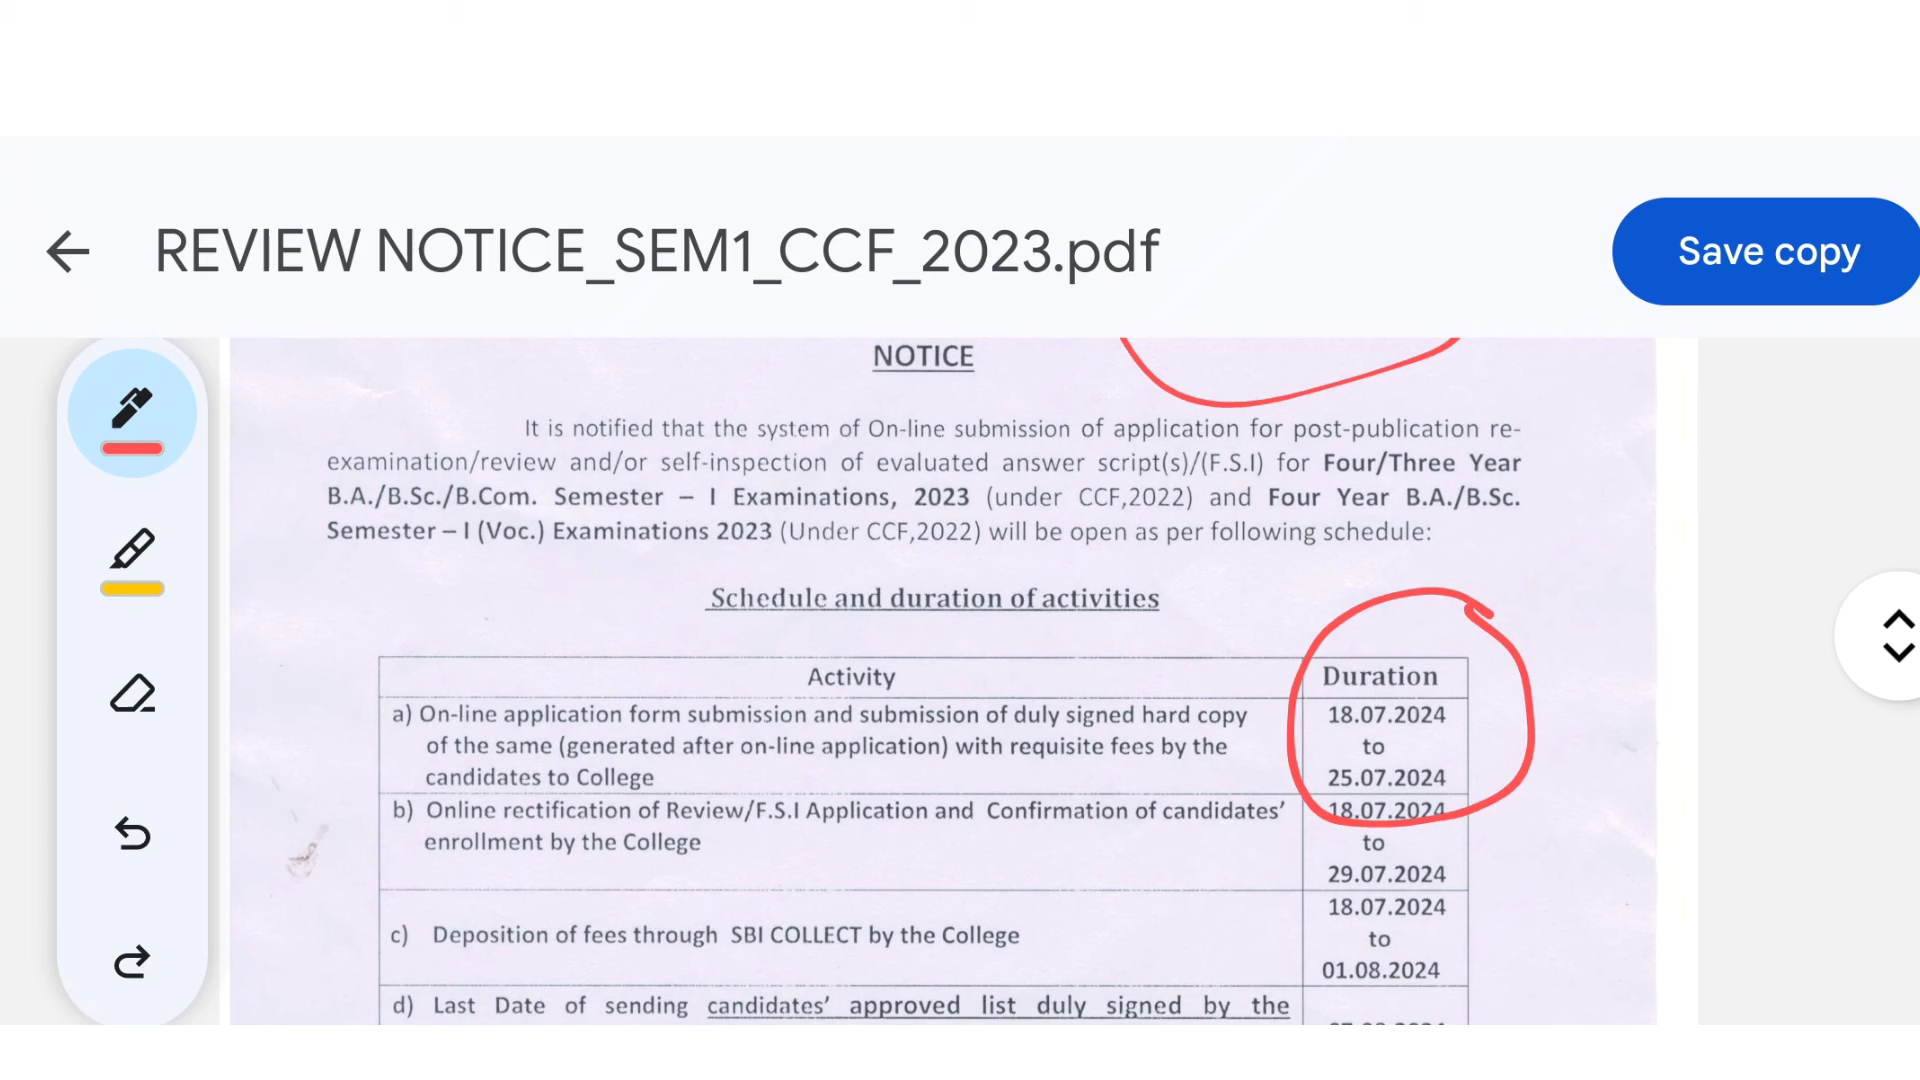 REVIEW NOTICE_SEM1_CCF_2023.pdf
Save copy
NOTICE
It is notified that the system of On-line submission of application for post-publication re-
examination/review and/or self-inspection of evaluated answer script(s)/(F.S.I) for Four/Three Year
B.A./B.Sc./B.Com. Semester – I Examinations, 2023 (under CCF,2022) and Four Year B.A./B.Sc.
Semester – I (Voc.) Examinations 2023 (Under CCF,2022) will be open as per following schedule:
Schedule and duration of activities
Activity
Duration
a) On-line application form submission and submission of duly signed hard copy
of the same (generated after on-line application) with requisite fees by the
candidates to College
18.07.2024
to
25.07.2024
b) Online rectification of Review/F.S.I Application and Confirmation of candidates’
enrollment by the College
18.07.2024
to
29.07.2024
c) Deposition of fees through SBI COLLECT by the College
18.07.2024
to
01.08.2024
d) Last Date of sending candidates’ approved list duly signed by the